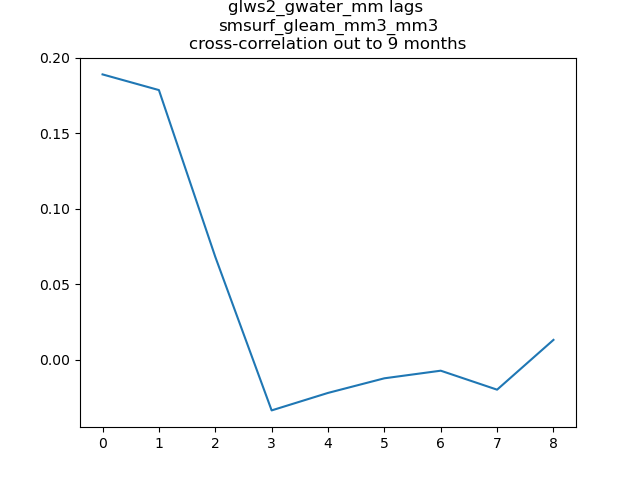 glws2_gwater_mm lags
smsurf_gleam_mm3_mm3
cross-correlation out to 9 months
0.20
0.15
0.10
0.05
0.00
0 1 2 3 4 5 6 7 8